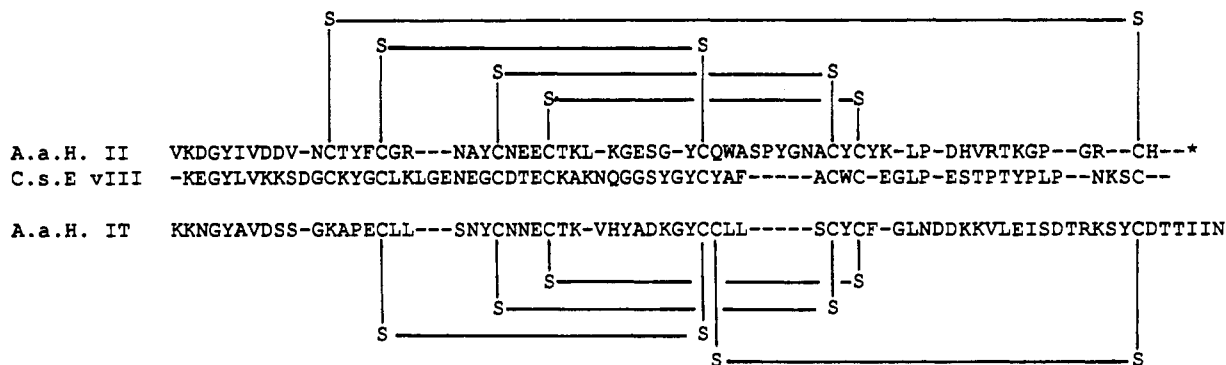 S S
S S
S S
S S
A.a.H. II VKDGYIVDDV-NCTYFCGR---NAYCNEECTKL-KGESG-YCQWASPYGNACYCYK-LP-DHVRTKGP--GR--CH--*
C.s.E vIII -KEGYLVKKSDGCKYGCLKLGENEGCDTECKAKNQGGSYGYCYAF-----ACWC-EGLP-ESTPTYPLP--NKSC--
A.a.H. IT KKNGYAVDSS-GKAPECLL---SNYCNNECTK-VHYADKGYCCLL-----SCYCF-GLNDDKKVLEISDTRKSYCDTTIIN
S S
S S
S S
S S